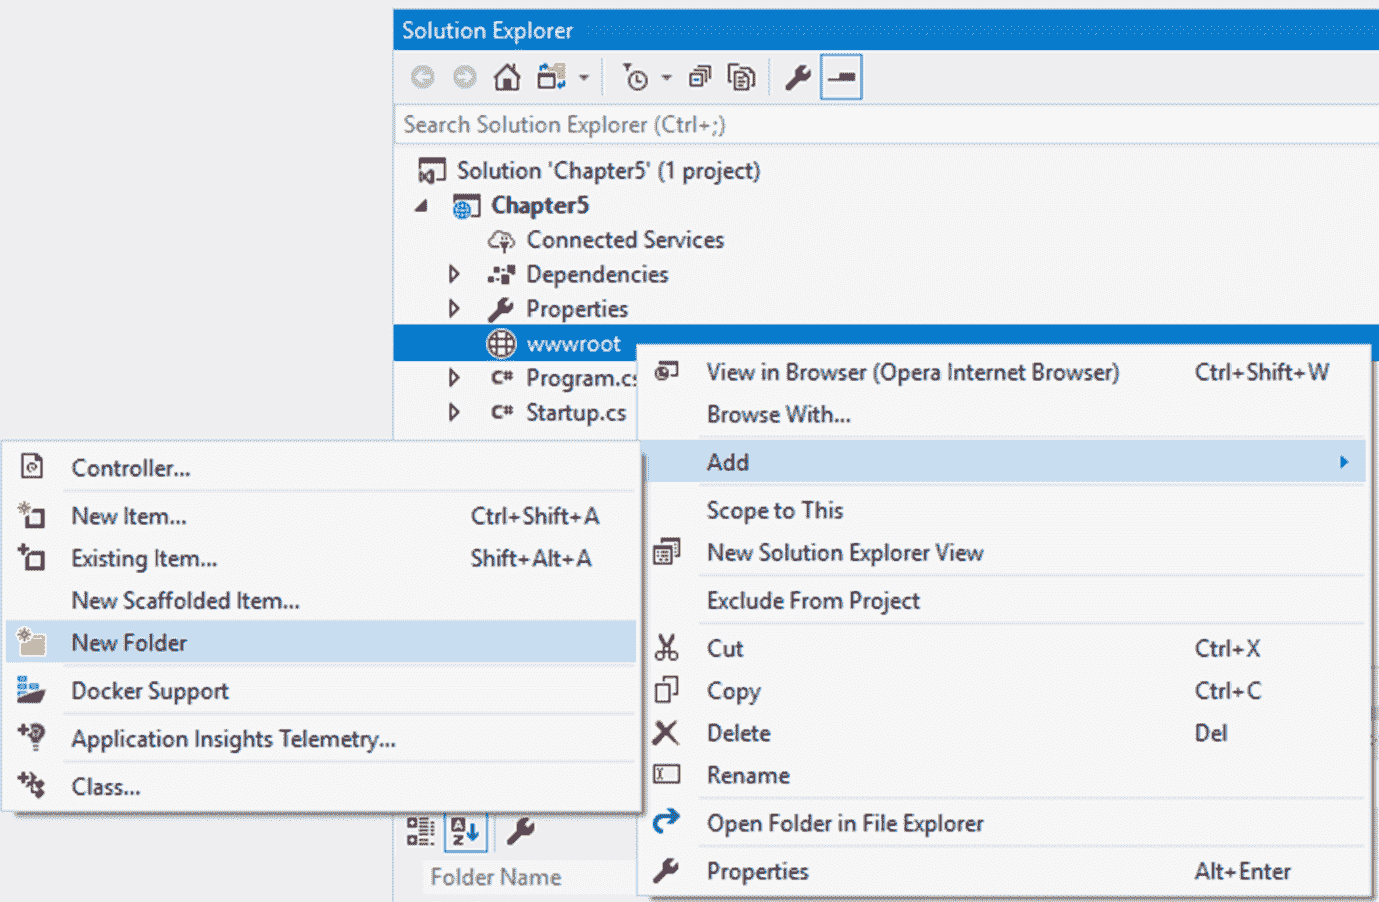 Solution Explorer
Search Solution Explorer (Ctrl+;)
Solution 'Chapter5' (1 project)
Chapter5
Connected Services
Dependencies
Properties
wwwroot
C# Program.cs
C# Startup.cs
View in Browser (Opera Internet Browser) Ctrl+Shift+W
Browse With...
Add
Scope to This
New Solution Explorer View
Exclude From Project
Cut Ctrl+X
Copy Ctrl+C
Delete Del
Rename
Open Folder in File Explorer
Properties Alt+Enter
Controller...
New Item... Ctrl+Shift+A
Existing Item... Shift+Alt+A
New Scaffolded Item...
New Folder
Docker Support
Application Insights Telemetry...
Class...
A
Z
Folder Name